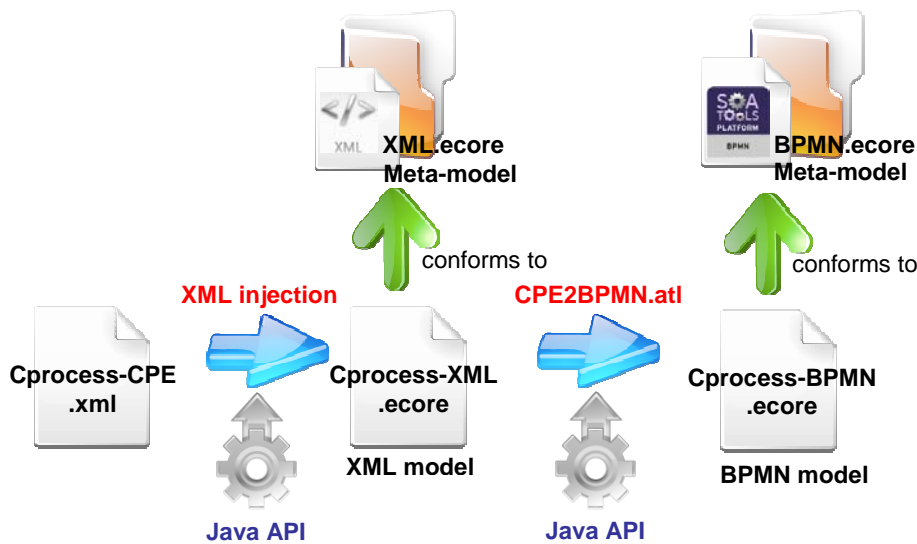 </>
XML
XML.ecore
Meta-model
SOA
TOOLS
PLATFORM
BPMN
BPMN.ecore
Meta-model
conforms to
conforms to
XML injection
CPE2BPMN.atl
Cprocess-CPE
.xml
Cprocess-XML
.ecore
Cprocess-BPMN
.ecore
XML model
BPMN model
Java API
Java API